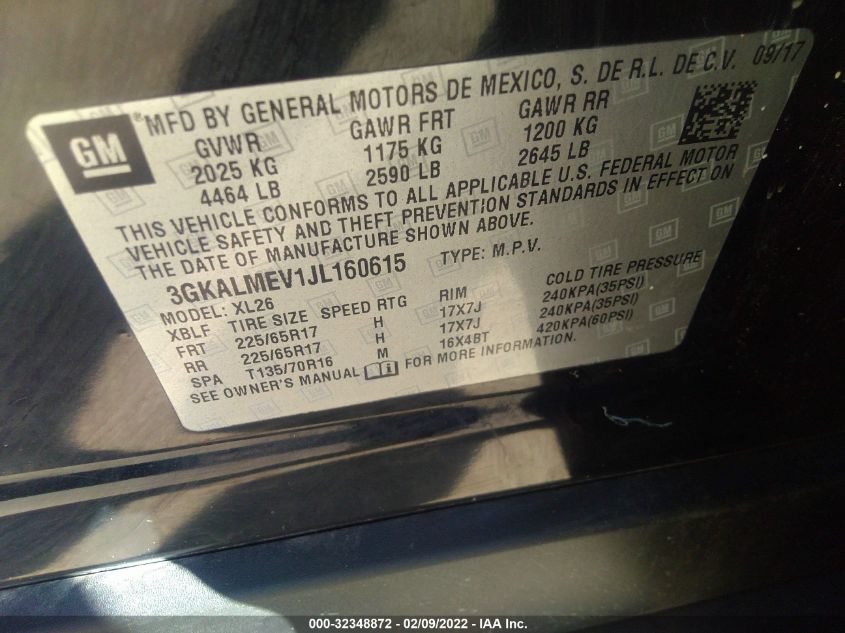 GM
® MFD BY GENERAL MOTORS DE MEXICO, S. DE R.L. DE C.V. 09/17
GVWR GAWR FRT GAWR RR
2025 KG 1175 KG 1200 KG
4464 LB 2590 LB 2645 LB
THIS VEHICLE CONFORMS TO ALL APPLICABLE U.S. FEDERAL MOTOR
VEHICLE SAFETY AND THEFT PREVENTION STANDARDS IN EFFECT ON
THE DATE OF MANUFACTURE SHOWN ABOVE.
3GKALMEV1JL160615 TYPE: M.P.V.
MODEL: XL26
XBLF TIRE SIZE SPEED RTG RIM COLD TIRE PRESSURE
FRT 225/65R17 H 17X7J 240KPA(35PSI)
RR 225/65R17 H 17X7J 240KPA(35PSI)
SPA T135/70R16 M 16X4BT 420KPA(60PSI)
SEE OWNER'S MANUAL FOR MORE INFORMATION.
000-32348872 - 02/09/2022 - IAA Inc.